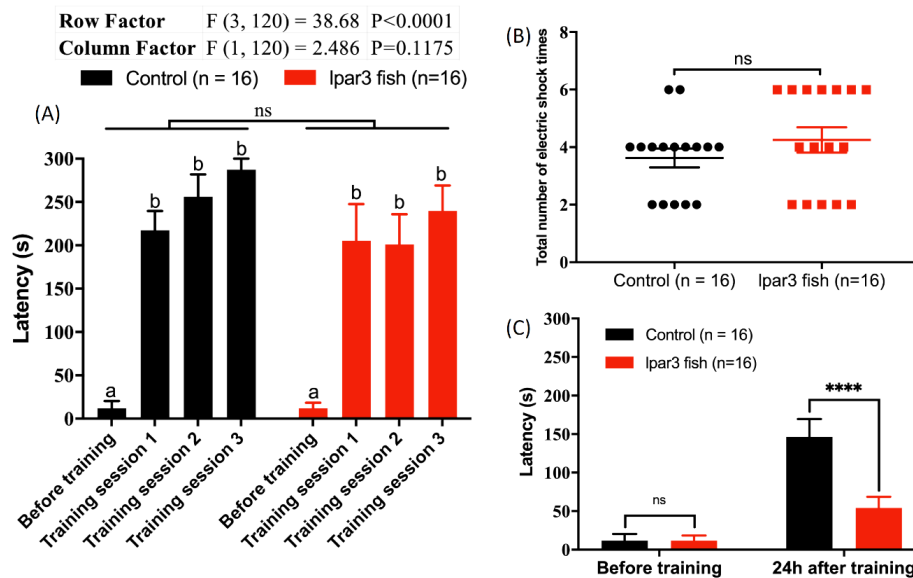 Row Factor F (3, 120) = 38.68 P<0.0001
Column Factor F (1, 120) = 2.486 P=0.1175
Control (n = 16) lpar3 fish (n=16)
(A)
ns
300
250
200
150
100
50
0
Latency (s)
a b b b a b b b
Before training
Training session 1
Training session 2
Training session 3
Before training
Training session 1
Training session 2
Training session 3
(B)
ns
8
6
4
2
0
Total number of electric shock times
Control (n = 16) lpar3 fish (n=16)
(C)
300
250
200
150
100
50
0
Latency (s)
Control (n = 16)
lpar3 fish (n=16)
ns
****
Before training 24h after training